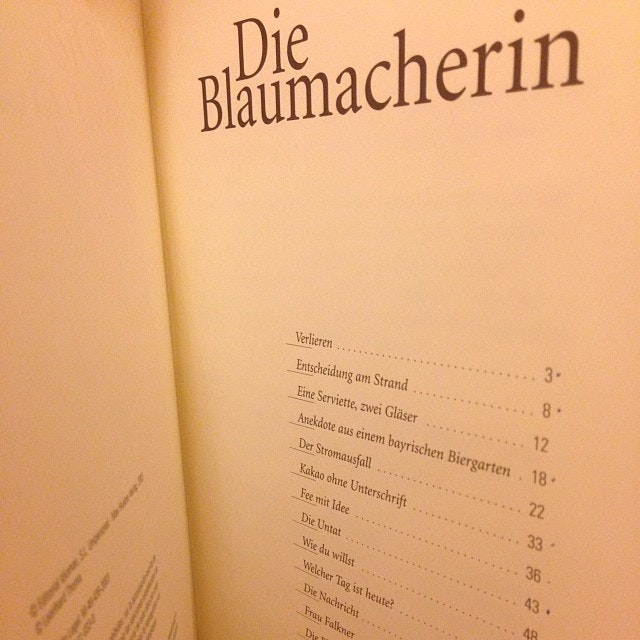 Die
Blaumacherin
Verlieren 3
Entscheidung am Strand 8
Eine Serviette, zwei Gläser 12
Anekdote aus einem bayrischen Biergarten 18
Der Stromausfall 22
Kakao ohne Unterschrift 33
Fee mit Idee 36
Die Untat 43
Wie du willst 48
Welcher Tag ist heute?
Die Nachricht
Frau Falkner
Die